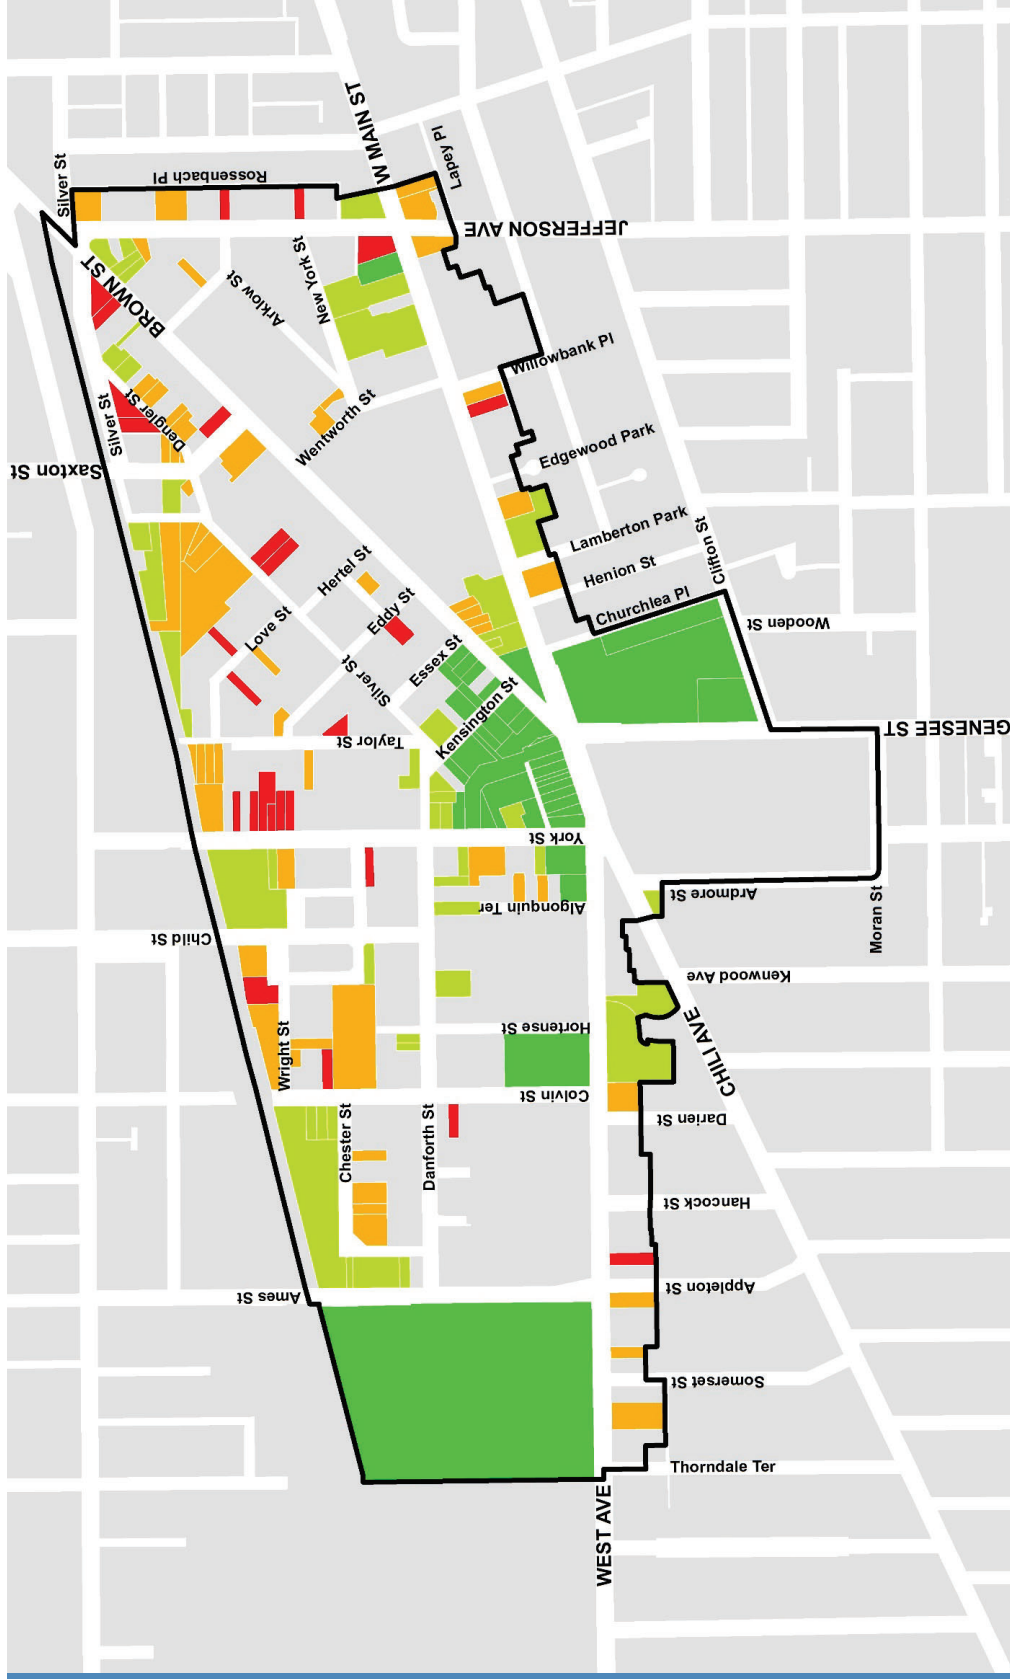 W MAIN ST
Lapey Pl
Silver St
Rossenbach Pl
JEFFERSON AVE
BROWN ST
New York St
Arklow St
Willowbank Pl
Silver St
Dengler St
Wentworth St
Saxton St
Edgewood Park
Lamberton Park
Clifton St
Hertel St
Henion St
Churchlea Pl
Love St
Eddy St
Wooden St
Silver St
Essex St
Kensington St
GENESEE ST
Taylor St
York St
Ardmore St
Algonquin Ter
Moran St
Child St
Kenwood Ave
Hortense St
Wright St
CHILI AVE
Colvin St
Darien St
Chester St
Danforth St
Hancock St
Ames St
Appleton St
Somerset St
Thorndale Ter
WEST AVE